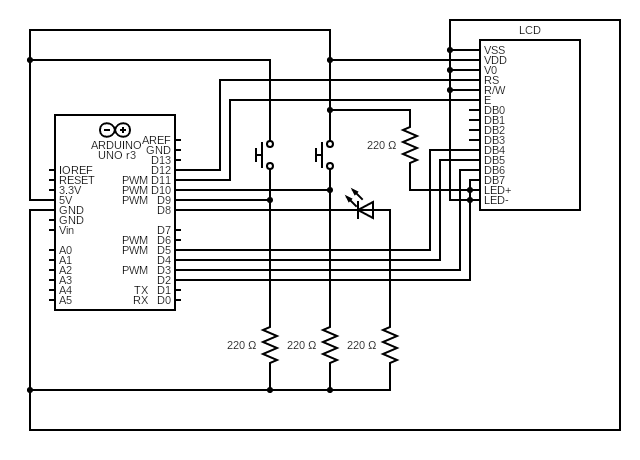 LCD
VSS
VDD
V0
RS
R/W
E
DB0
DB1
DB2
DB3
DB4
DB5
DB6
DB7
LED+
LED-
ARDUINO
UNO r3
IOREF
RESET
3.3V
5V
GND
GND
Vin
A0
A1
A2
A3
A4
A5
AREF
GND
D13
D12
PWM D11
PWM D10
PWM D9
D8
D7
PWM D6
PWM D5
D4
PWM D3
D2
TX D1
RX D0
220 Ω
220 Ω
220 Ω
220 Ω